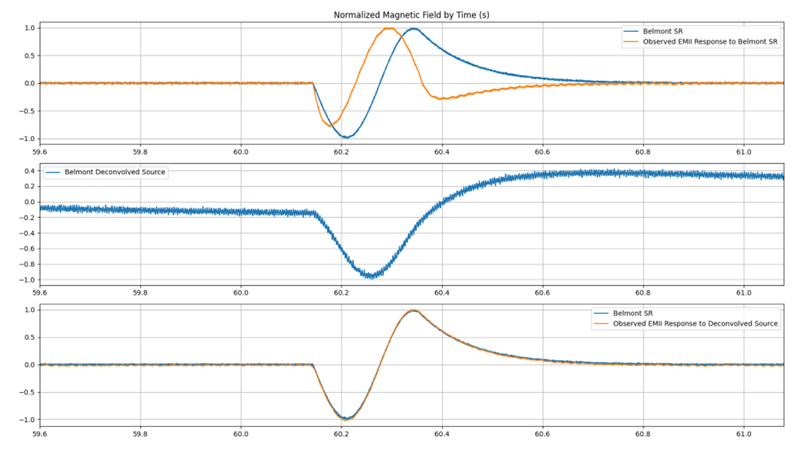 Normalized Magnetic Field by Time (s)
Belmont SR
Observed EMII Response to Belmont SR
1.0
0.5
0.0
−0.5
−1.0
59.6 59.8 60.0 60.2 60.4 60.6 60.8 61.0
Belmont Deconvolved Source
0.4
0.2
0.0
−0.2
−0.4
−0.6
−0.8
−1.0
59.6 59.8 60.0 60.2 60.4 60.6 60.8 61.0
Belmont SR
Observed EMII Response to Deconvolved Source
1.0
0.5
0.0
−0.5
−1.0
59.6 59.8 60.0 60.2 60.4 60.6 60.8 61.0